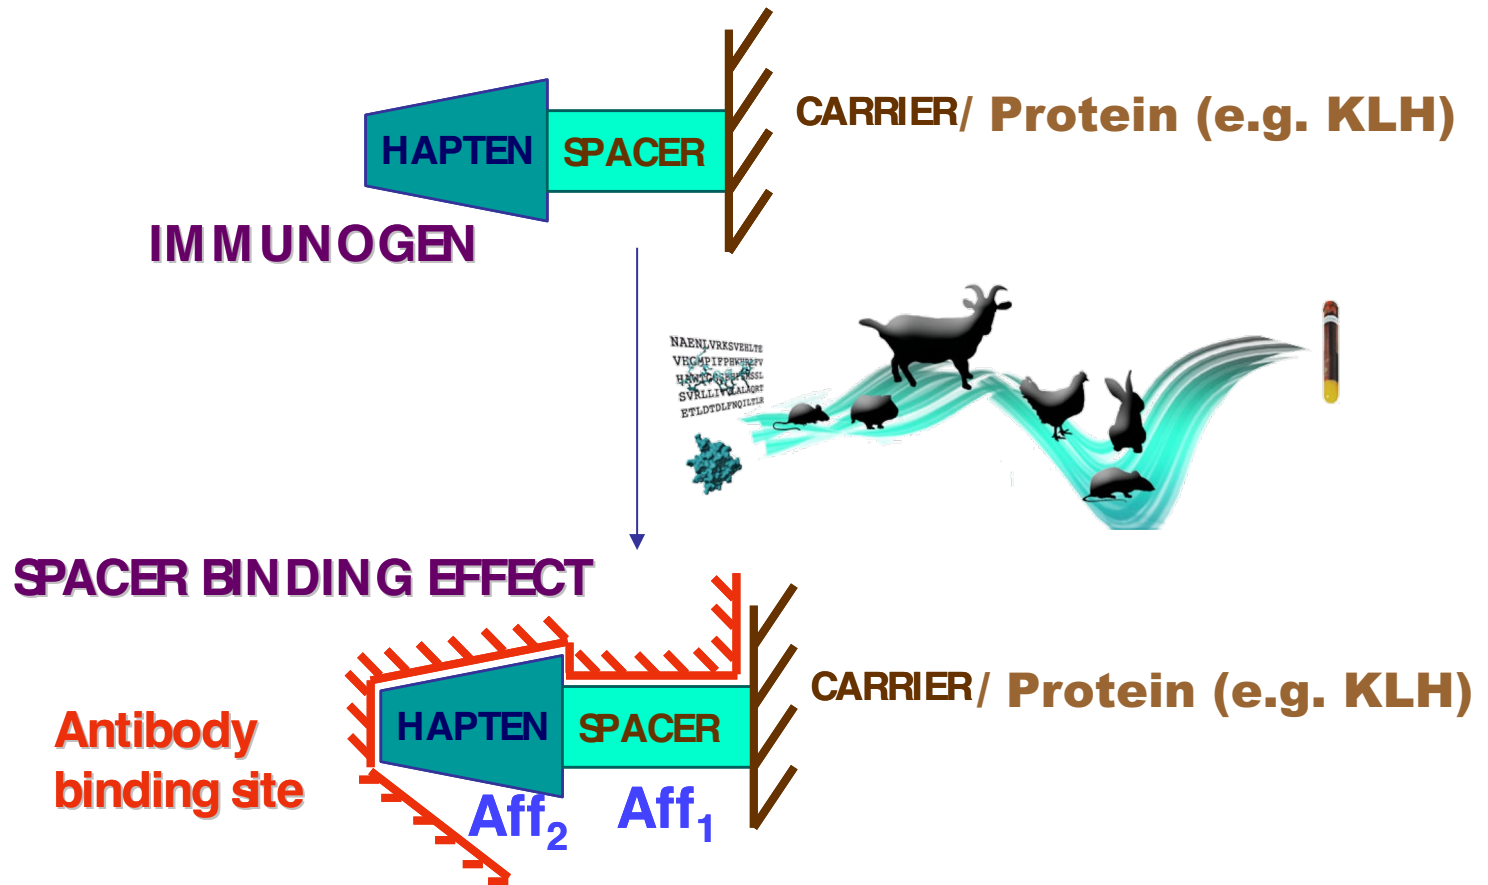 CARRIER/ Protein (e.g. KLH)
HAPTEN SPACER
IMMUNOGEN
NAENLVRKSVEHLTE
SPACER BINDING EFFECT
CARRIER/ Protein (e.g. KLH)
HAPTEN SPACER
Antibody
binding site
Aff2 Aff1